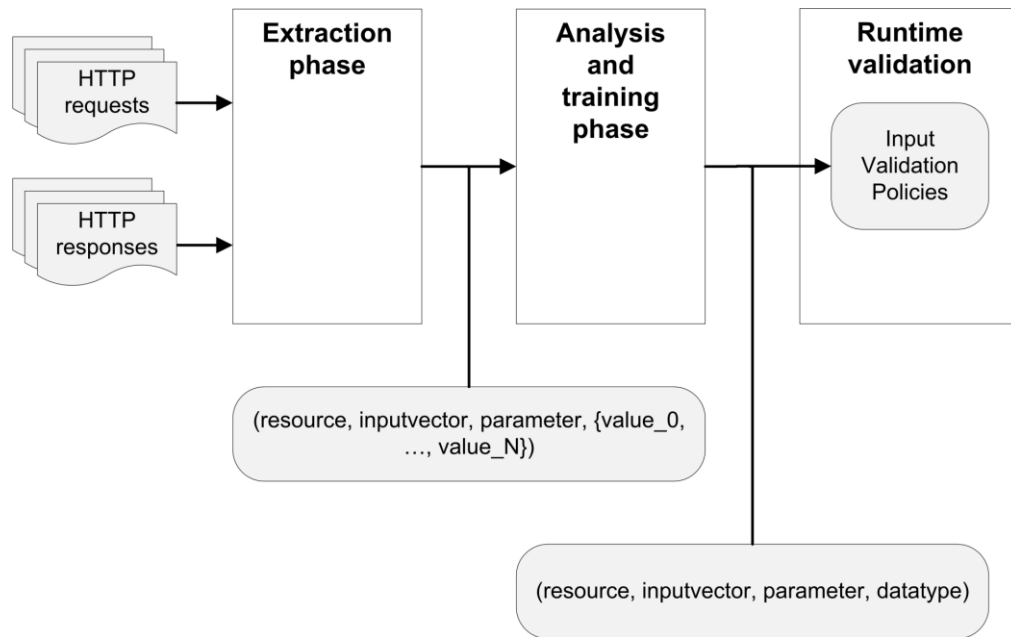 HTTP
requests
HTTP
responses
Extraction
phase
Analysis
and
training
phase
Runtime
validation
Input
Validation
Policies
(resource, inputvector, parameter, {value_0,
…, value_N})
(resource, inputvector, parameter, datatype)